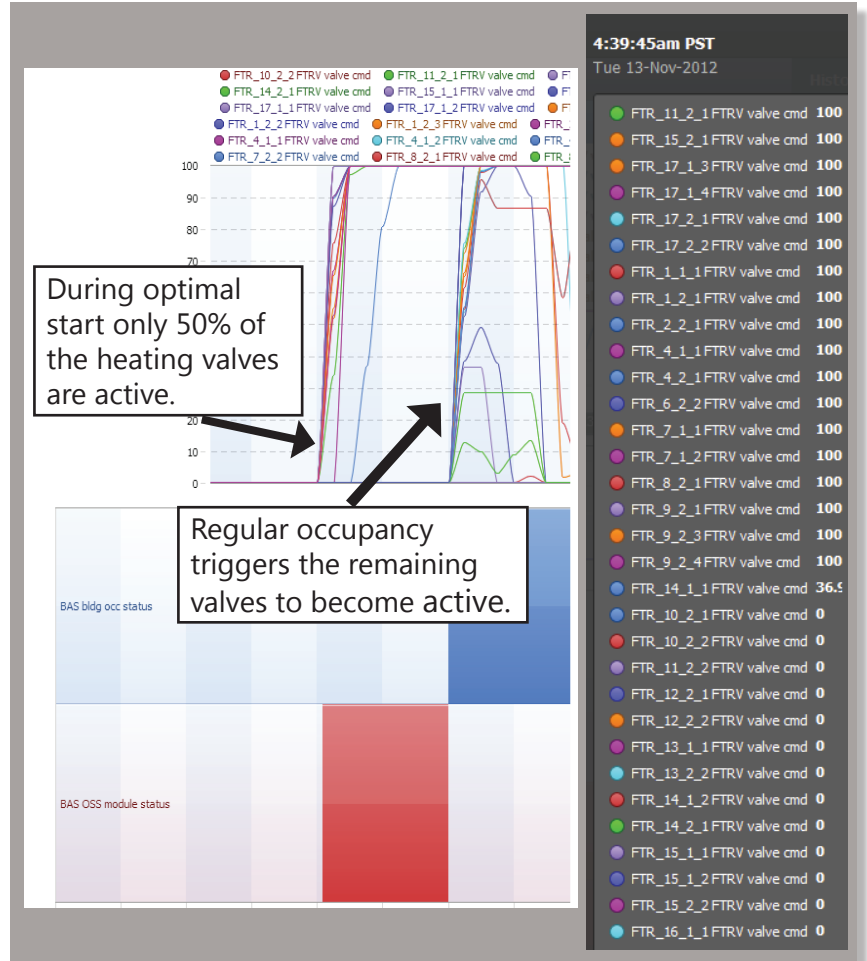 FTR_10_2_2 FTRV valve cmd FTR_11_2_1 FTRV valve cmd
FTR_14_2_1 FTRV valve cmd FTR_15_1_1 FTRV valve cmd
FTR_17_1_1 FTRV valve cmd FTR_17_1_2 FTRV valve cmd
FTR_1_2_2 FTRV valve cmd FTR_1_2_3 FTRV valve cmd
FTR_4_1_1 FTRV valve cmd FTR_4_1_2 FTRV valve cmd
FTR_7_2_2 FTRV valve cmd FTR_8_2_1 FTRV valve cmd
100
90
80
70
During optimal
start only 50% of
the heating valves
are active.
20
10
0
Regular occupancy
triggers the remaining
valves to become active.
BAS bldg occ status
BAS OSS module status
4:39:45am PST
Tue 13-Nov-2012
FTR_11_2_1 FTRV valve cmd 100
FTR_15_2_1 FTRV valve cmd 100
FTR_17_1_3 FTRV valve cmd 100
FTR_17_1_4 FTRV valve cmd 100
FTR_17_2_1 FTRV valve cmd 100
FTR_17_2_2 FTRV valve cmd 100
FTR_1_1_1 FTRV valve cmd 100
FTR_1_2_1 FTRV valve cmd 100
FTR_2_2_1 FTRV valve cmd 100
FTR_4_1_1 FTRV valve cmd 100
FTR_4_2_1 FTRV valve cmd 100
FTR_6_2_2 FTRV valve cmd 100
FTR_7_1_1 FTRV valve cmd 100
FTR_7_1_2 FTRV valve cmd 100
FTR_8_2_1 FTRV valve cmd 100
FTR_9_2_1 FTRV valve cmd 100
FTR_9_2_3 FTRV valve cmd 100
FTR_9_2_4 FTRV valve cmd 100
FTR_14_1_1 FTRV valve cmd 36.9
FTR_10_2_1 FTRV valve cmd 0
FTR_10_2_2 FTRV valve cmd 0
FTR_11_2_2 FTRV valve cmd 0
FTR_12_2_1 FTRV valve cmd 0
FTR_12_2_2 FTRV valve cmd 0
FTR_13_1_1 FTRV valve cmd 0
FTR_13_2_2 FTRV valve cmd 0
FTR_14_1_2 FTRV valve cmd 0
FTR_14_2_1 FTRV valve cmd 0
FTR_15_1_1 FTRV valve cmd 0
FTR_15_1_2 FTRV valve cmd 0
FTR_15_2_2 FTRV valve cmd 0
FTR_16_1_1 FTRV valve cmd 0